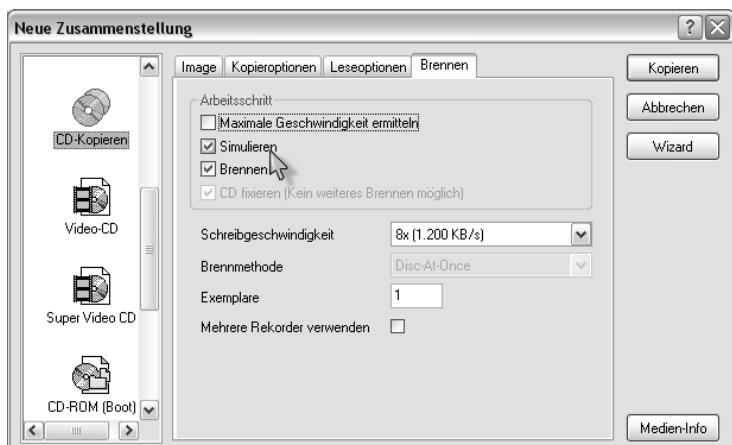 Neue Zusammenstellung
?
CD-Kopieren
Video-CD
Super Video CD
CD-ROM (Boot)
Image Kopieroptionen Leseoptionen Brennen
Arbeitsschritt
Maximale Geschwindigkeit ermitteln
Simulieren
Brennen
CD fixieren (Kein weiteres Brennen möglich)
Schreibgeschwindigkeit 8x (1.200 KB/s)
Brennmethode Disc-At-Once
Exemplare 1
Mehrere Rekorder verwenden
Kopieren
Abbrechen
Wizard
Medien-Info